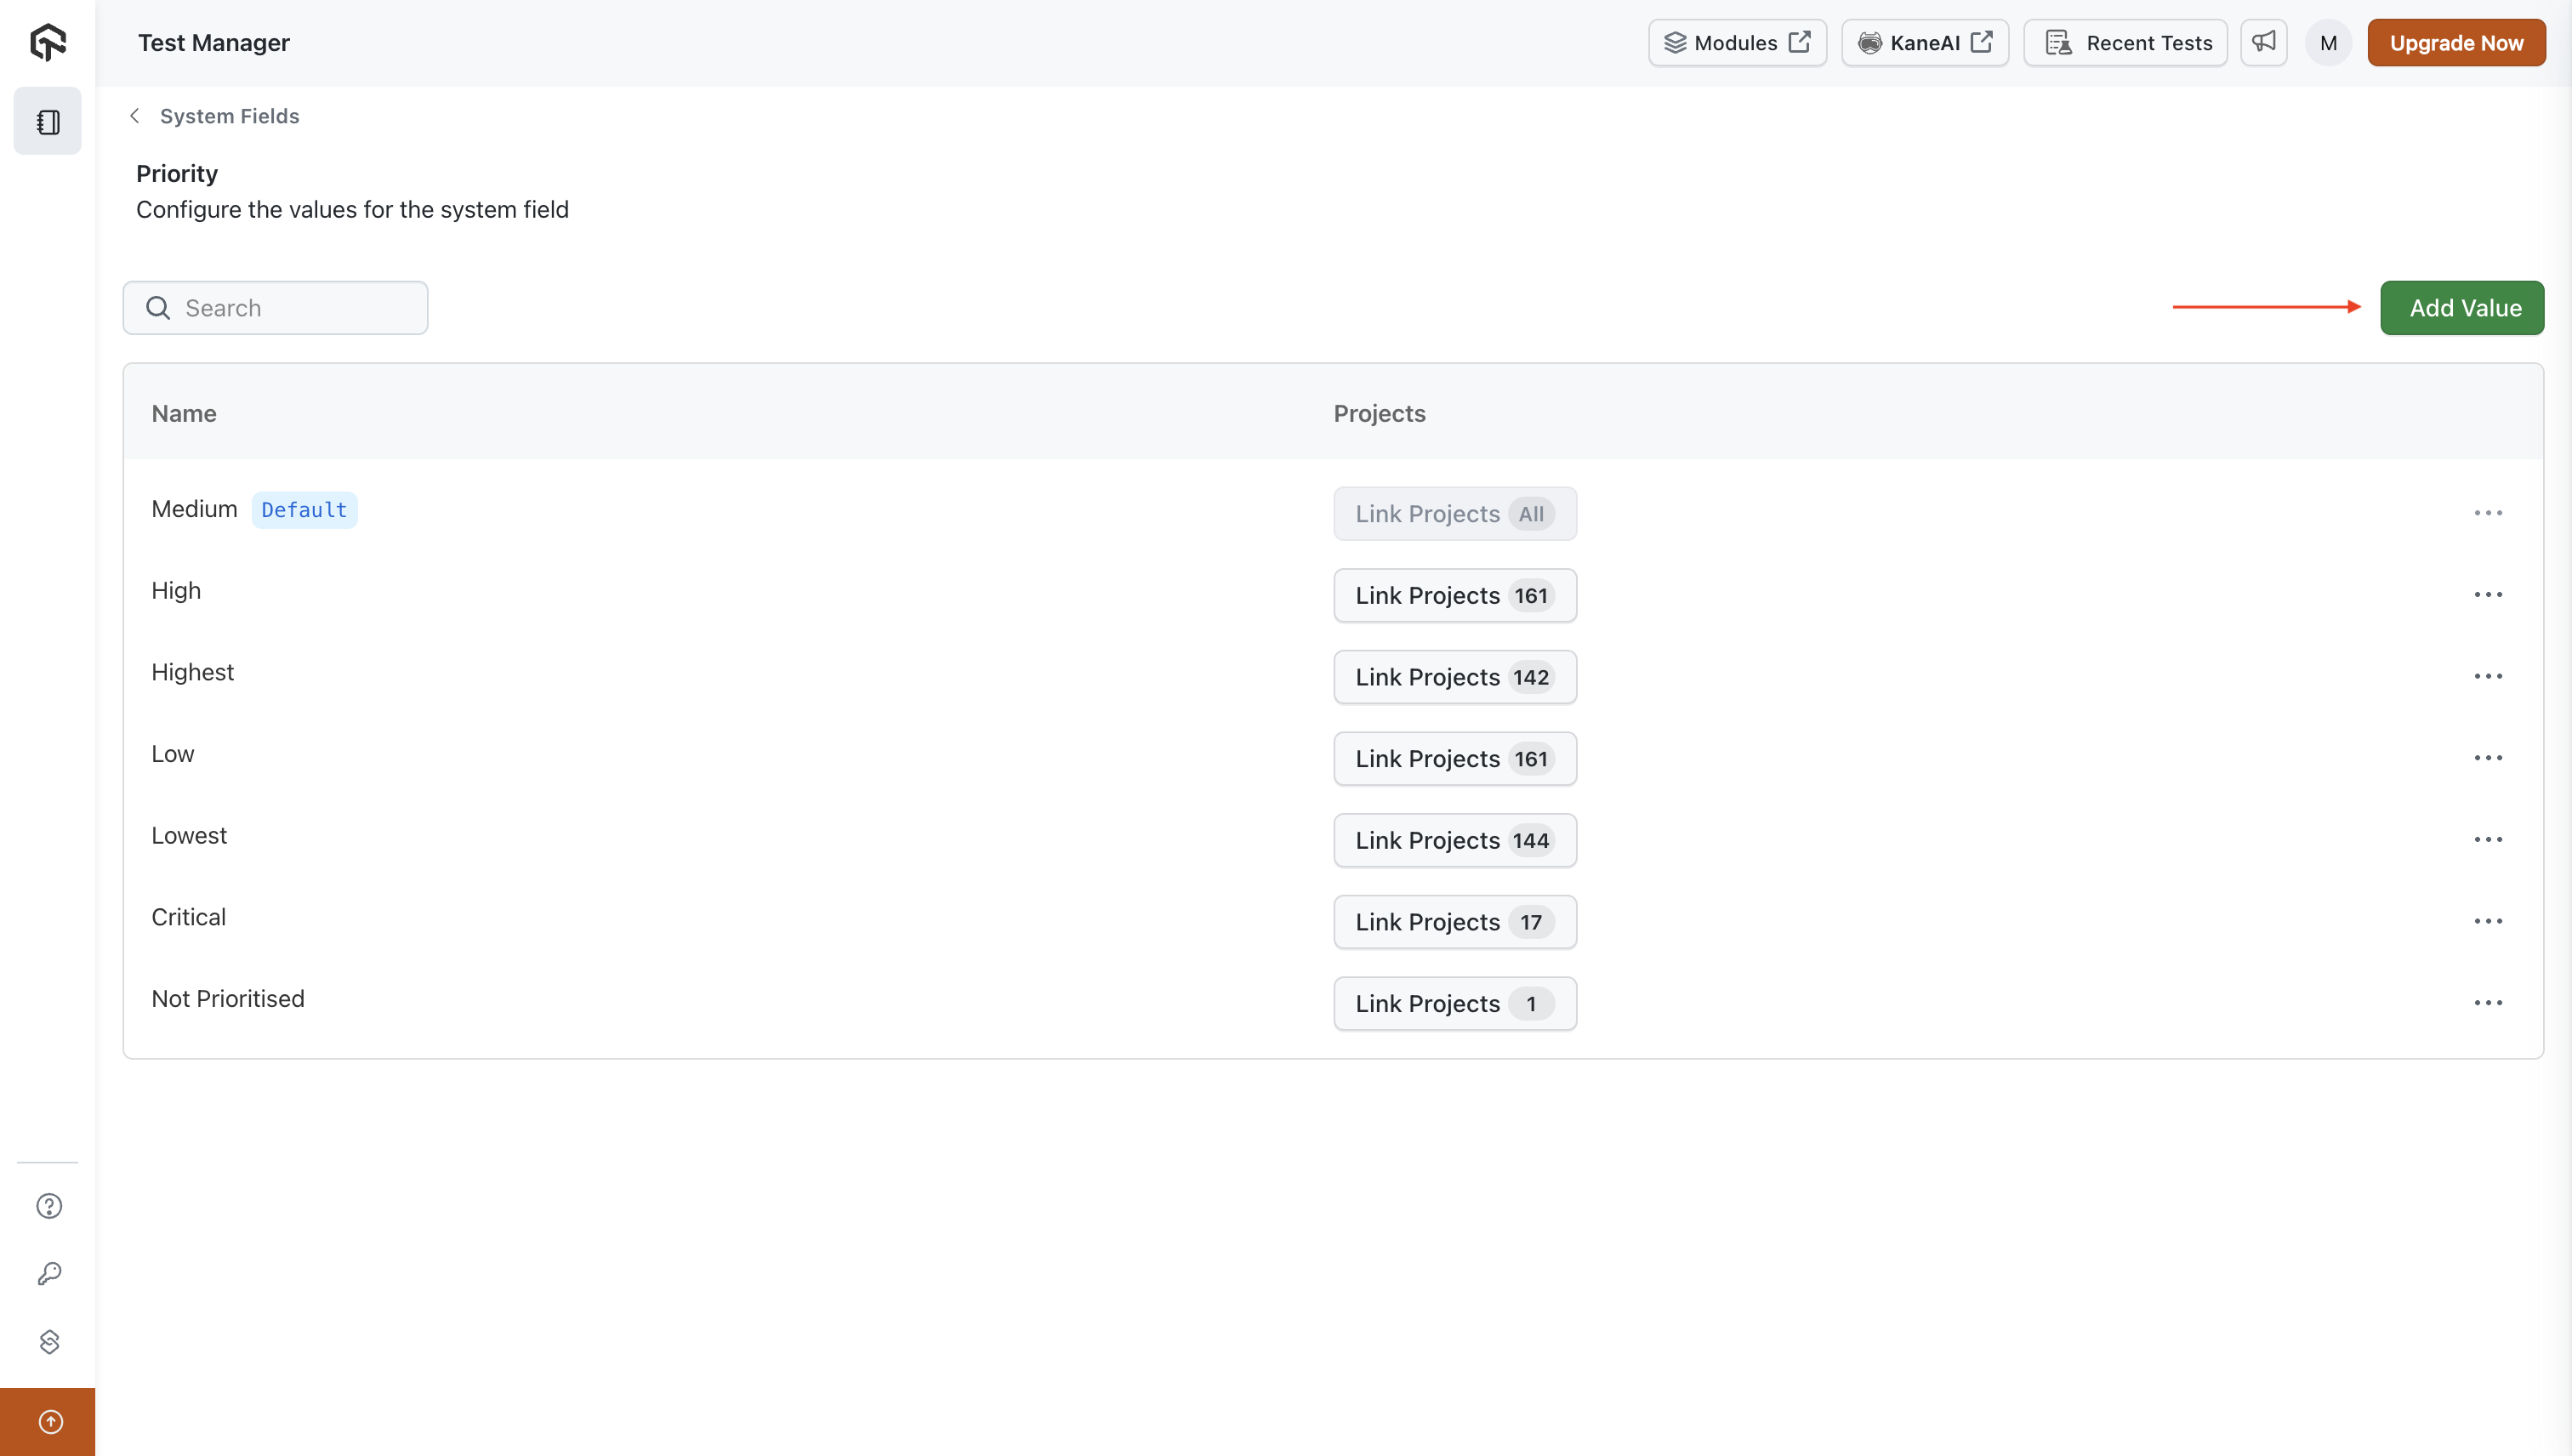 Test Manager
Modules
KaneAI
Recent Tests
M
Upgrade Now
System Fields
Priority
Configure the values for the system field
Search
Add Value
Name Projects
Medium Default Link Projects All
High Link Projects 161
Highest Link Projects 142
Low Link Projects 161
Lowest Link Projects 144
Critical Link Projects 17
Not Prioritised Link Projects 1